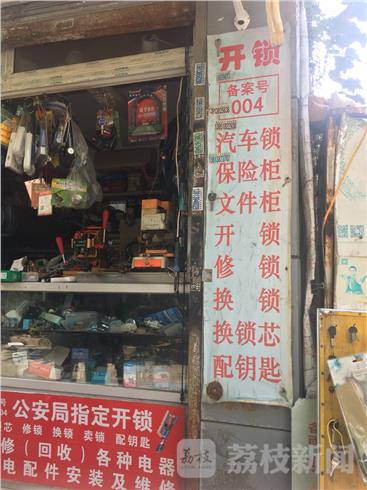 开锁
备案号
004
汽车锁
保险柜
文件柜
开锁
修锁
换锁
换锁芯
配钥匙
公安局指定开锁
芯 修锁 换锁 卖锁 配钥匙
修（回收）各种电器
电配件安装及维修
荔枝新闻